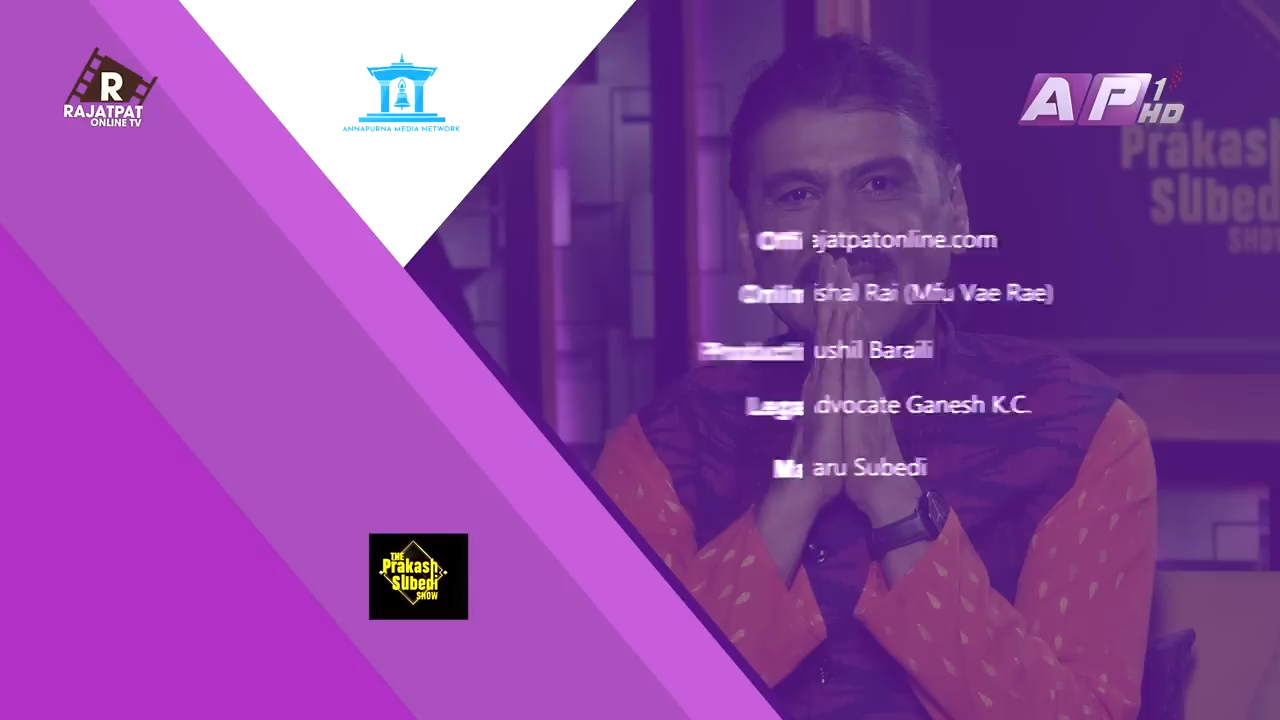 R
RAJATPAT
ONLINE TV
ANNAPURNA MEDIA NETWORK
AP1
HD
Prakash
Subedi
SHOW
ajatpatonline.com
ishal Rai (Mfu Vae Rae)
ushil Baraili
dvocate Ganesh K.C.
aru Subedi
THE
Prakash
Subedi
SHOW